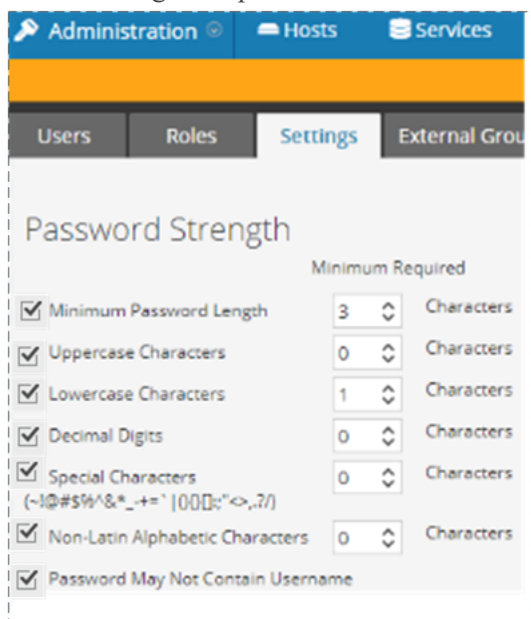 Administration Hosts Services
Users Roles Settings External Grou
Password Strength
Minimum Required
Minimum Password Length 3 Characters
Uppercase Characters 0 Characters
Lowercase Characters 1 Characters
Decimal Digits 0 Characters
Special Characters 0 Characters
(~!@#$%^&*_-+=`|(){}[]:;"'<>,.?/)
Non-Latin Alphabetic Characters 0 Characters
Password May Not Contain Username